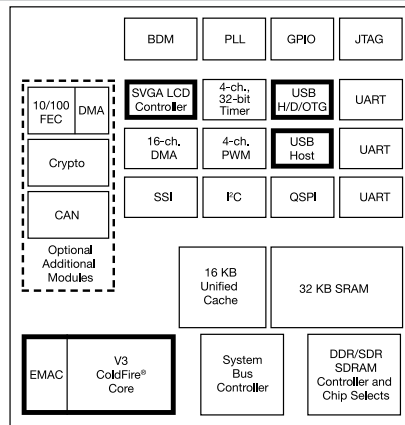 BDM
PLL
GPIO
JTAG
10/100
FEC
DMA
Crypto
CAN
Optional
Additional
Modules
SVGA LCD
Controller
4-ch.,
32-bit
Timer
USB
H/D/OTG
UART
16-ch.
DMA
4-ch.
PWM
USB
Host
UART
SSI
I²C
QSPI
UART
16 KB
Unified
Cache
32 KB SRAM
EMAC
V3
ColdFire®
Core
System
Bus
Controller
DDR/SDR
SDRAM
Controller and
Chip Selects